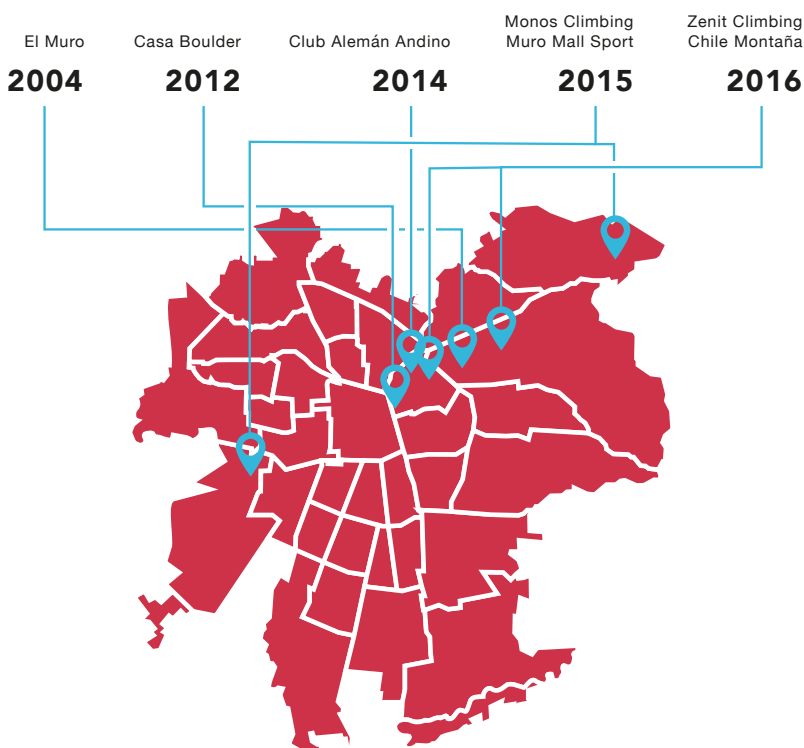 El Muro
2004
Casa Boulder
2012
Club Alemán Andino
2014
Monos Climbing
Muro Mall Sport
2015
Zenit Climbing
Chile Montaña
2016